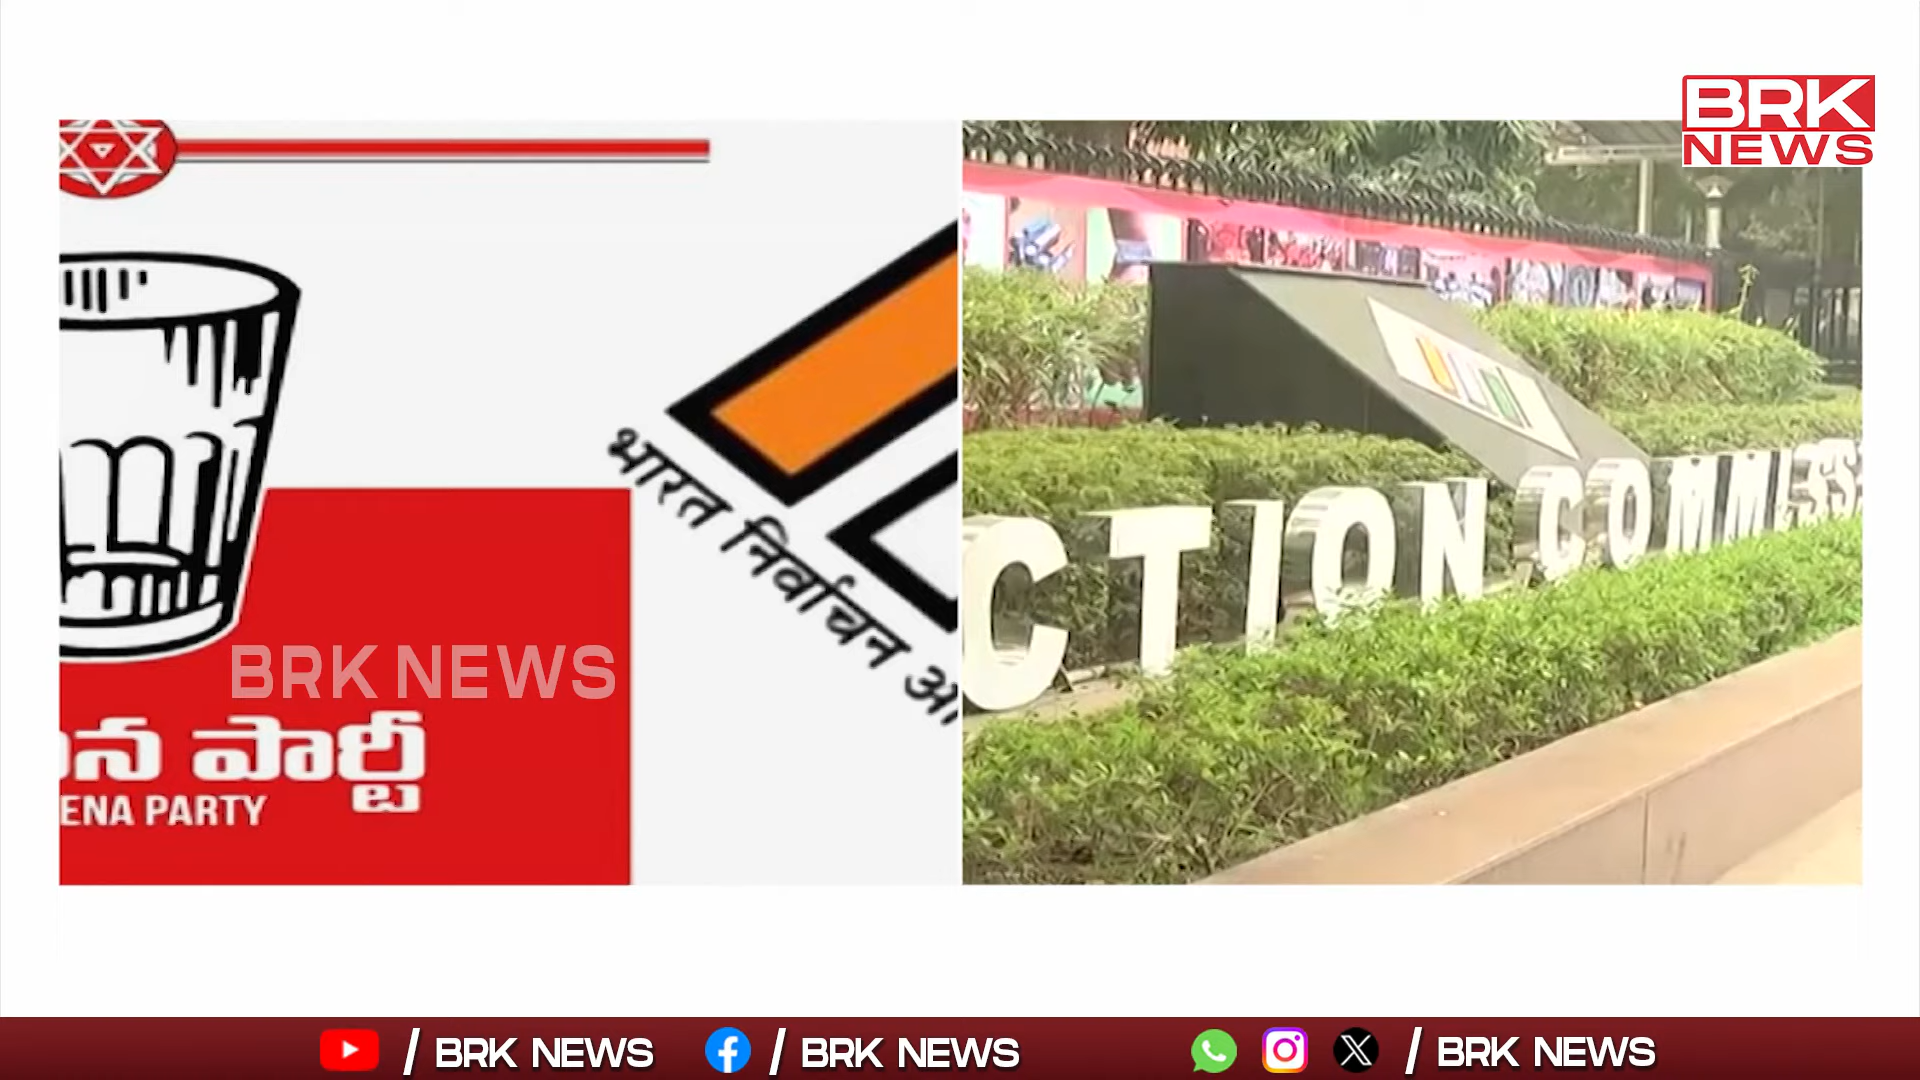 BRK
NEWS
भारत निर्वाचन आ
CTION COMMISS
BRK NEWS
న పార్టీ
ENA PARTY
/ BRK NEWS
/ BRK NEWS
/ BRK NEWS